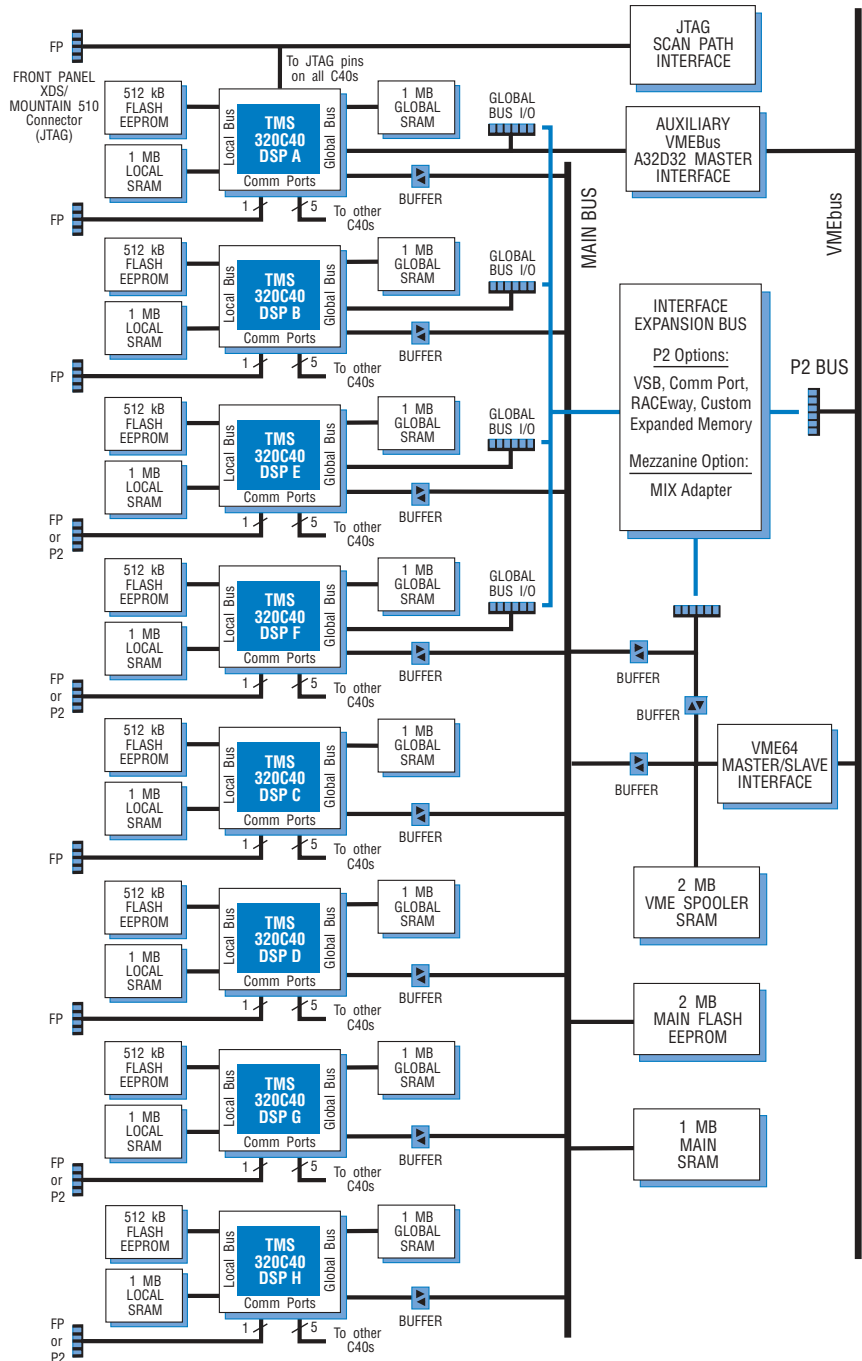 FP
JTAG
SCAN PATH
INTERFACE
FRONT PANEL
XDS/
MOUNTAIN 510
Connector
(JTAG)
To JTAG pins
on all C40s
512 kB
FLASH
EEPROM
1 MB
LOCAL
SRAM
Local Bus
TMS
320C40
DSP A
Global Bus
Comm Ports
1 MB
GLOBAL
SRAM
GLOBAL
BUS I/O
AUXILIARY
VMEBus
A32D32 MASTER
INTERFACE
BUFFER
FP
1
5
To other
C40s
MAIN BUS
VMEbus
512 kB
FLASH
EEPROM
1 MB
LOCAL
SRAM
Local Bus
TMS
320C40
DSP B
Global Bus
Comm Ports
1 MB
GLOBAL
SRAM
GLOBAL
BUS I/O
BUFFER
FP
1
5
To other
C40s
INTERFACE
EXPANSION BUS
P2 Options:
VSB, Comm Port,
RACEway, Custom
Expanded Memory
Mezzanine Option:
MIX Adapter
P2 BUS
512 kB
FLASH
EEPROM
1 MB
LOCAL
SRAM
Local Bus
TMS
320C40
DSP E
Global Bus
Comm Ports
1 MB
GLOBAL
SRAM
GLOBAL
BUS I/O
BUFFER
FP
or
P2
1
5
To other
C40s
512 kB
FLASH
EEPROM
1 MB
LOCAL
SRAM
Local Bus
TMS
320C40
DSP F
Global Bus
Comm Ports
1 MB
GLOBAL
SRAM
GLOBAL
BUS I/O
BUFFER
FP
or
P2
1
5
To other
C40s
BUFFER
BUFFER
BUFFER
VME64
MASTER/SLAVE
INTERFACE
512 kB
FLASH
EEPROM
1 MB
LOCAL
SRAM
Local Bus
TMS
320C40
DSP C
Global Bus
Comm Ports
1 MB
GLOBAL
SRAM
BUFFER
FP
1
5
To other
C40s
2 MB
VME SPOOLER
SRAM
512 kB
FLASH
EEPROM
1 MB
LOCAL
SRAM
Local Bus
TMS
320C40
DSP D
Global Bus
Comm Ports
1 MB
GLOBAL
SRAM
BUFFER
FP
1
5
To other
C40s
2 MB
MAIN FLASH
EEPROM
512 kB
FLASH
EEPROM
1 MB
LOCAL
SRAM
Local Bus
TMS
320C40
DSP G
Global Bus
Comm Ports
1 MB
GLOBAL
SRAM
BUFFER
FP
or
P2
1
5
To other
C40s
1 MB
MAIN
SRAM
512 kB
FLASH
EEPROM
1 MB
LOCAL
SRAM
Local Bus
TMS
320C40
DSP H
Global Bus
Comm Ports
1 MB
GLOBAL
SRAM
BUFFER
FP
or
P2
1
5
To other
C40s